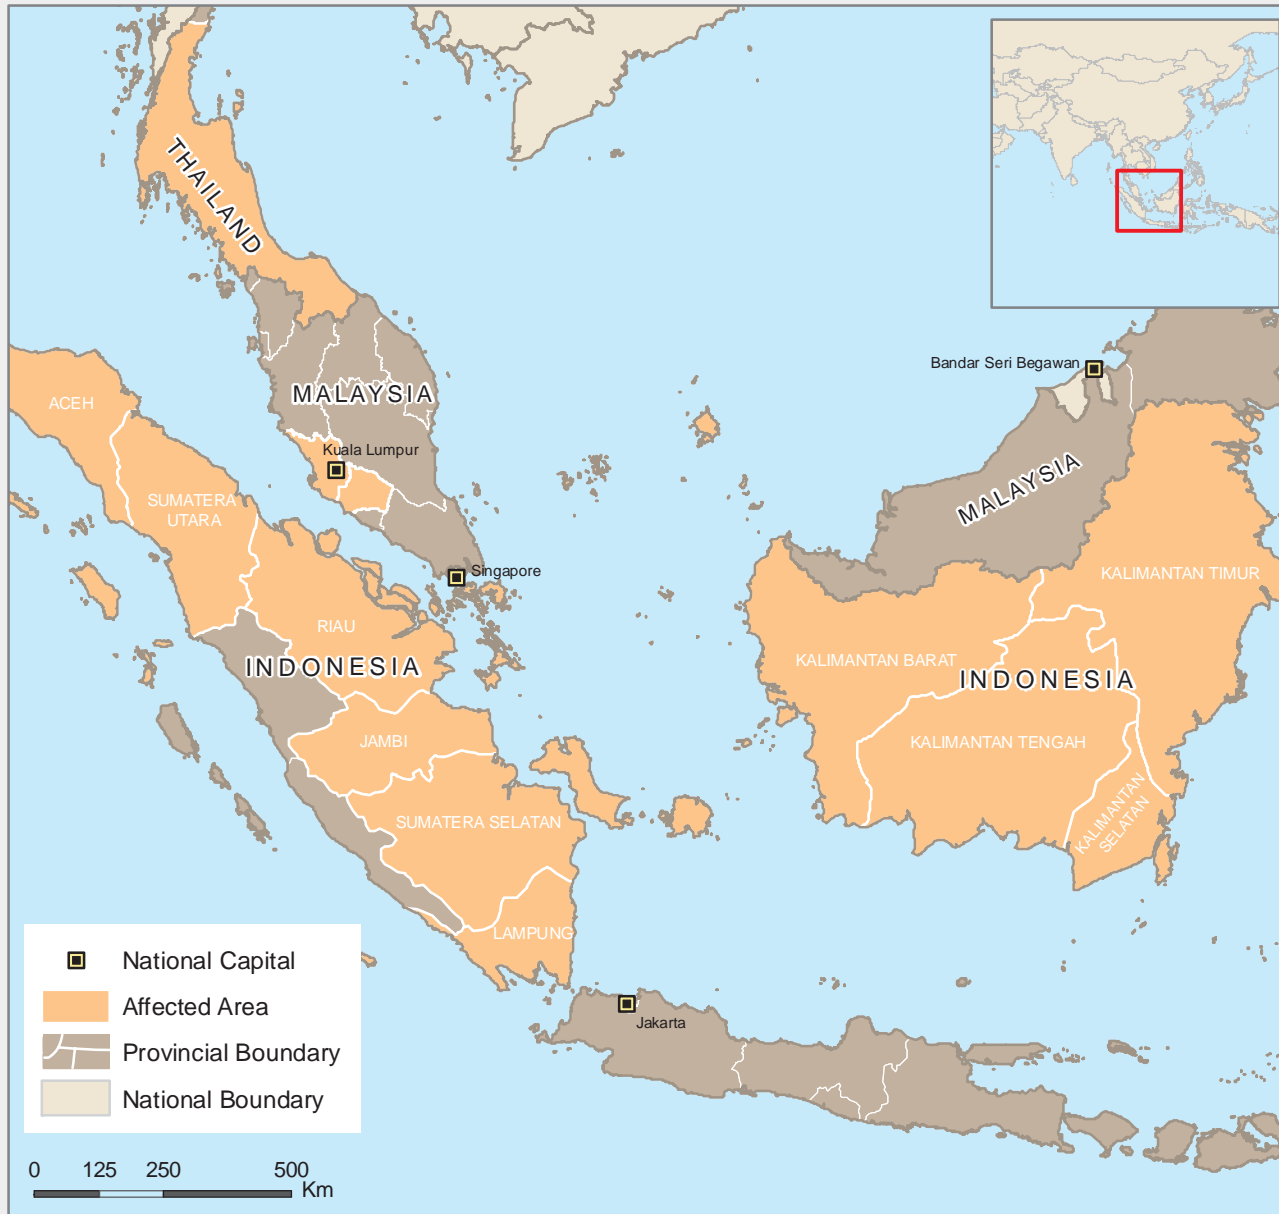 THAILAND
Bandar Seri Begawan
MALAYSIA
ACEH
Kuala Lumpur
MALAYSIA
SUMATERA
UTARA
Singapore
KALIMANTAN TIMUR
RIAU
INDONESIA
KALIMANTAN BARAT
INDONESIA
JAMBI
KALIMANTAN TENGAH
SUMATERA SELATAN
KALIMANTAN
SELATAN
LAMPUNG
Jakarta
National Capital
Affected Area
Provincial Boundary
National Boundary
0 125 250 500
Km